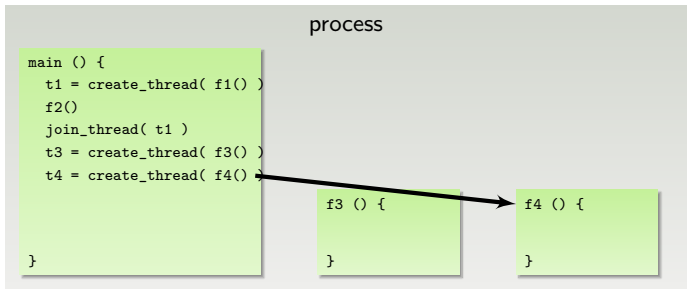 process
main () {
t1 = create_thread( f1() )
f2()
join_thread( t1 )
t3 = create_thread( f3() )
t4 = create_thread( f4() )
}
f3 () {
}
f4 () {
}